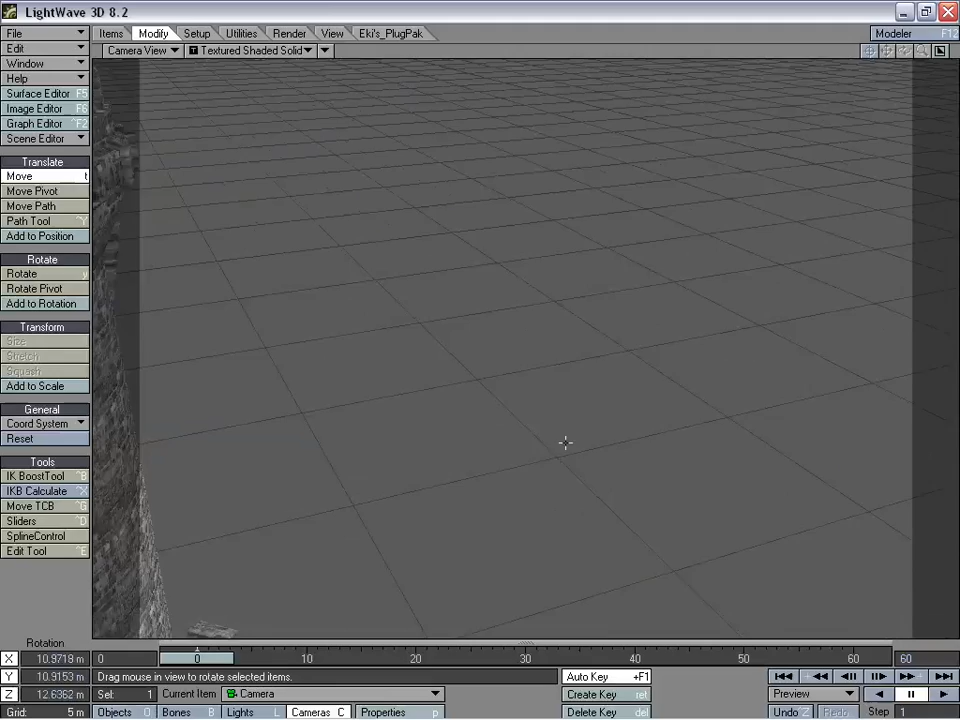 LightWave 3D 8.2
File Items Modify Setup Utilities Render View Eki's_PlugPak Modeler F12
Edit Camera View Textured Shaded Solid
Window
Help
Surface Editor F5
Image Editor F6
Graph Editor ^F2
Scene Editor
Translate
Move t
Move Pivot
Move Path
Path Tool ^Y
Add to Position
Rotate
Rotate y
Rotate Pivot
Add to Rotation
Transform
Size
Stretch
Squash
Add to Scale
General
Coord System
Reset
Tools
IK BoostTool ^B
IKB Calculate ^X
Move TCB ^G
Sliders ^D
SplineControl
Edit Tool ^E
Rotation
X 10.9719 m 0 0 10 20 40 50 60 60
Y 10.9153 m Drag mouse in view to rotate selected items. Auto Key +F1
Z 12.6362 m Sel: 1 Current Item Camera Create Key ret Preview
Grid: 5 m Objects O Bones B Lights L Cameras C Properties p Delete Key del Undo Z Redo Step 1